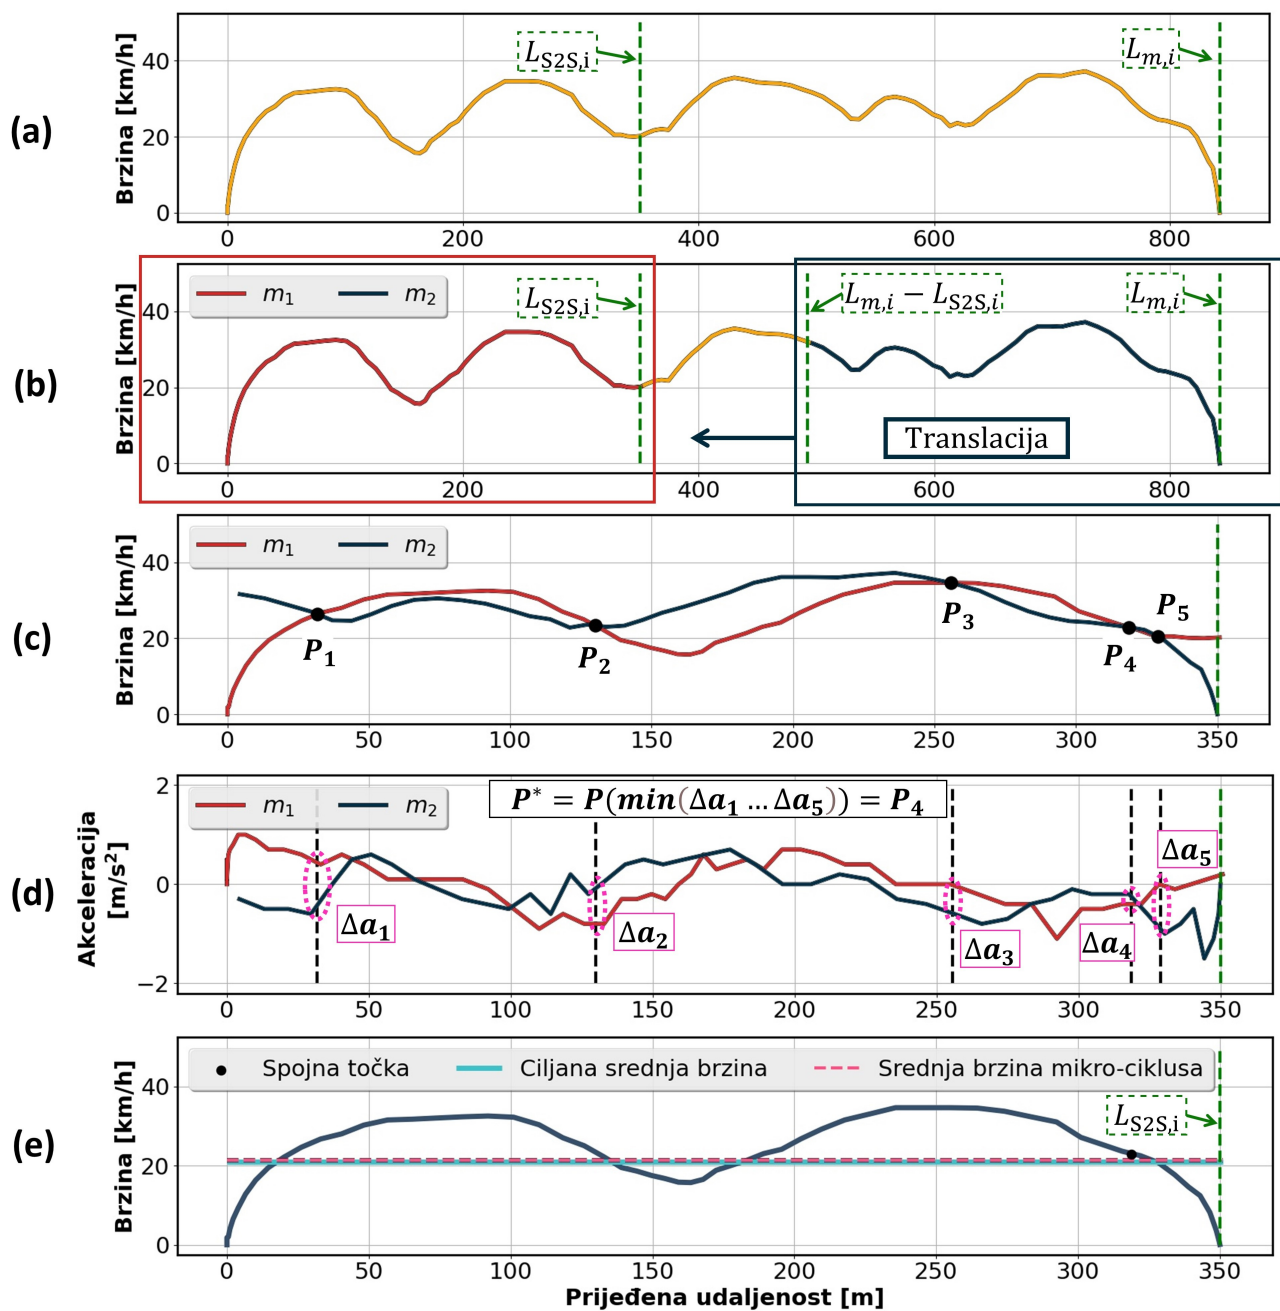 (a)
Brzina [km/h]
40
20
0
L_S2S,i
L_m,i
0 200 400 600 800
(b)
Brzina [km/h]
40
20
0
m₁ m₂
L_S2S,i
L_m,i − L_S2S,i
L_m,i
Translacija
0 200 400 600 800
(c)
Brzina [km/h]
40
20
0
m₁ m₂
P₁
P₂
P₃
P₄
P₅
0 50 100 150 200 250 300 350
(d)
Akceleracija
[m/s²]
2
0
−2
m₁ m₂
P* = P(min(Δa₁ … Δa₅)) = P₄
Δa₁
Δa₂
Δa₃
Δa₄
Δa₅
0 50 100 150 200 250 300 350
(e)
Brzina [km/h]
40
20
0
Spojna točka Ciljana srednja brzina Srednja brzina mikro-ciklusa
L_S2S,i
0 50 100 150 200 250 300 350
Prijeđena udaljenost [m]